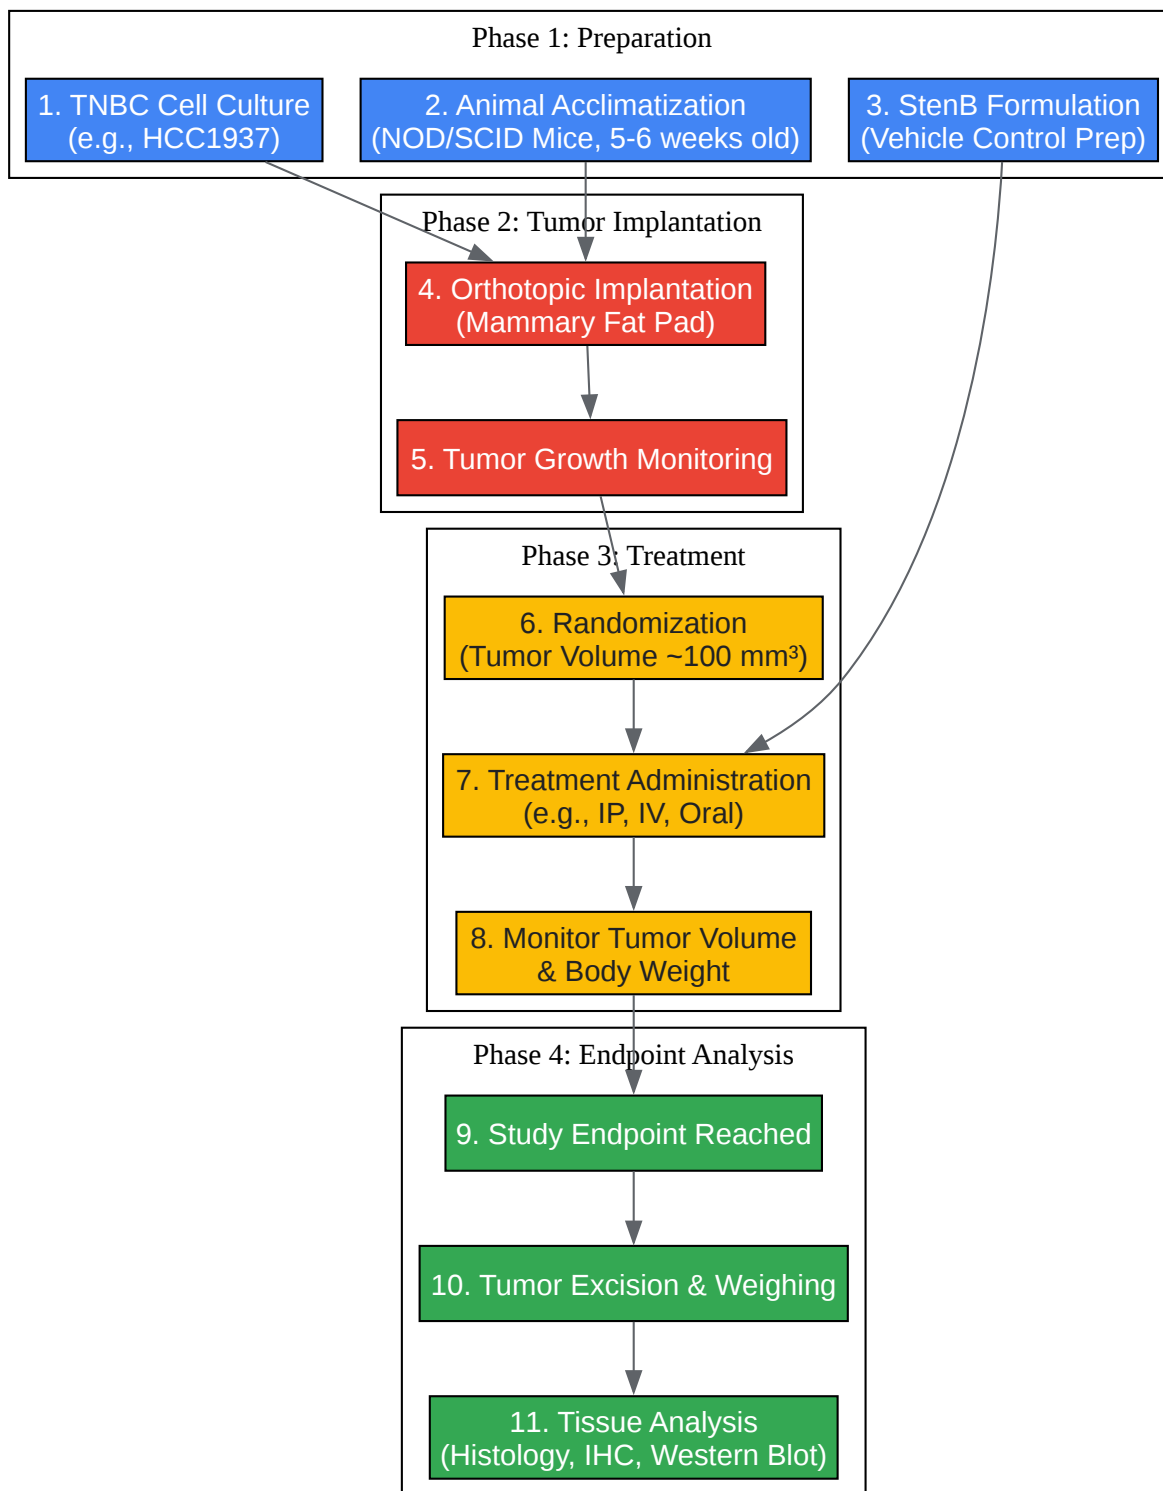 Phase 1: Preparation
1. TNBC Cell Culture
(e.g., HCC1937)
2. Animal Acclimatization
(NOD/SCID Mice, 5-6 weeks old)
3. StenB Formulation
(Vehicle Control Prep)
Phase 2: Tumor Implantation
4. Orthotopic Implantation
(Mammary Fat Pad)
5. Tumor Growth Monitoring
Phase 3: Treatment
6. Randomization
(Tumor Volume ~100 mm³)
7. Treatment Administration
(e.g., IP, IV, Oral)
8. Monitor Tumor Volume
& Body Weight
Phase 4: Endpoint Analysis
9. Study Endpoint Reached
10. Tumor Excision & Weighing
11. Tissue Analysis
(Histology, IHC, Western Blot)